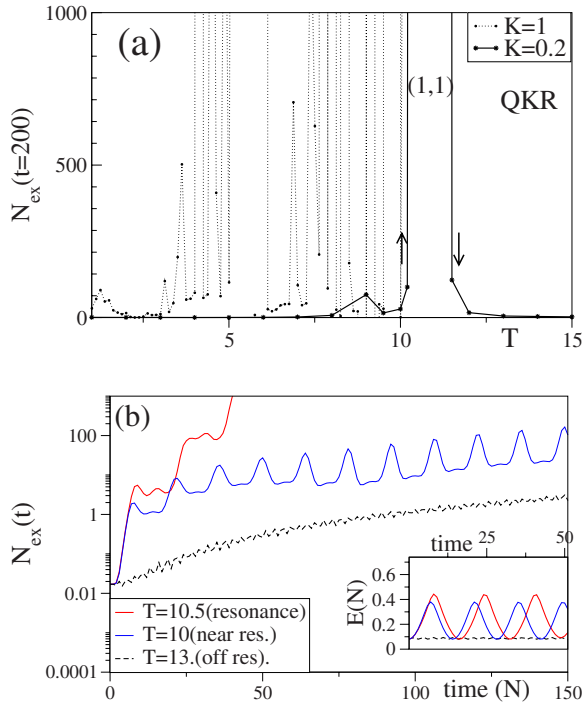 (a)
K=1
K=0.2
(1,1)
QKR
N_ex(t=200)
1000
500
0
5
10
15
T
(b)
N_ex(t)
100
1
0.01
0.0001
T=10.5(resonance)
T=10(near res.)
T=13.(off res).
0
50
100
150
time (N)
time
25
50
E(N)
0.6
0.4
0.2
0